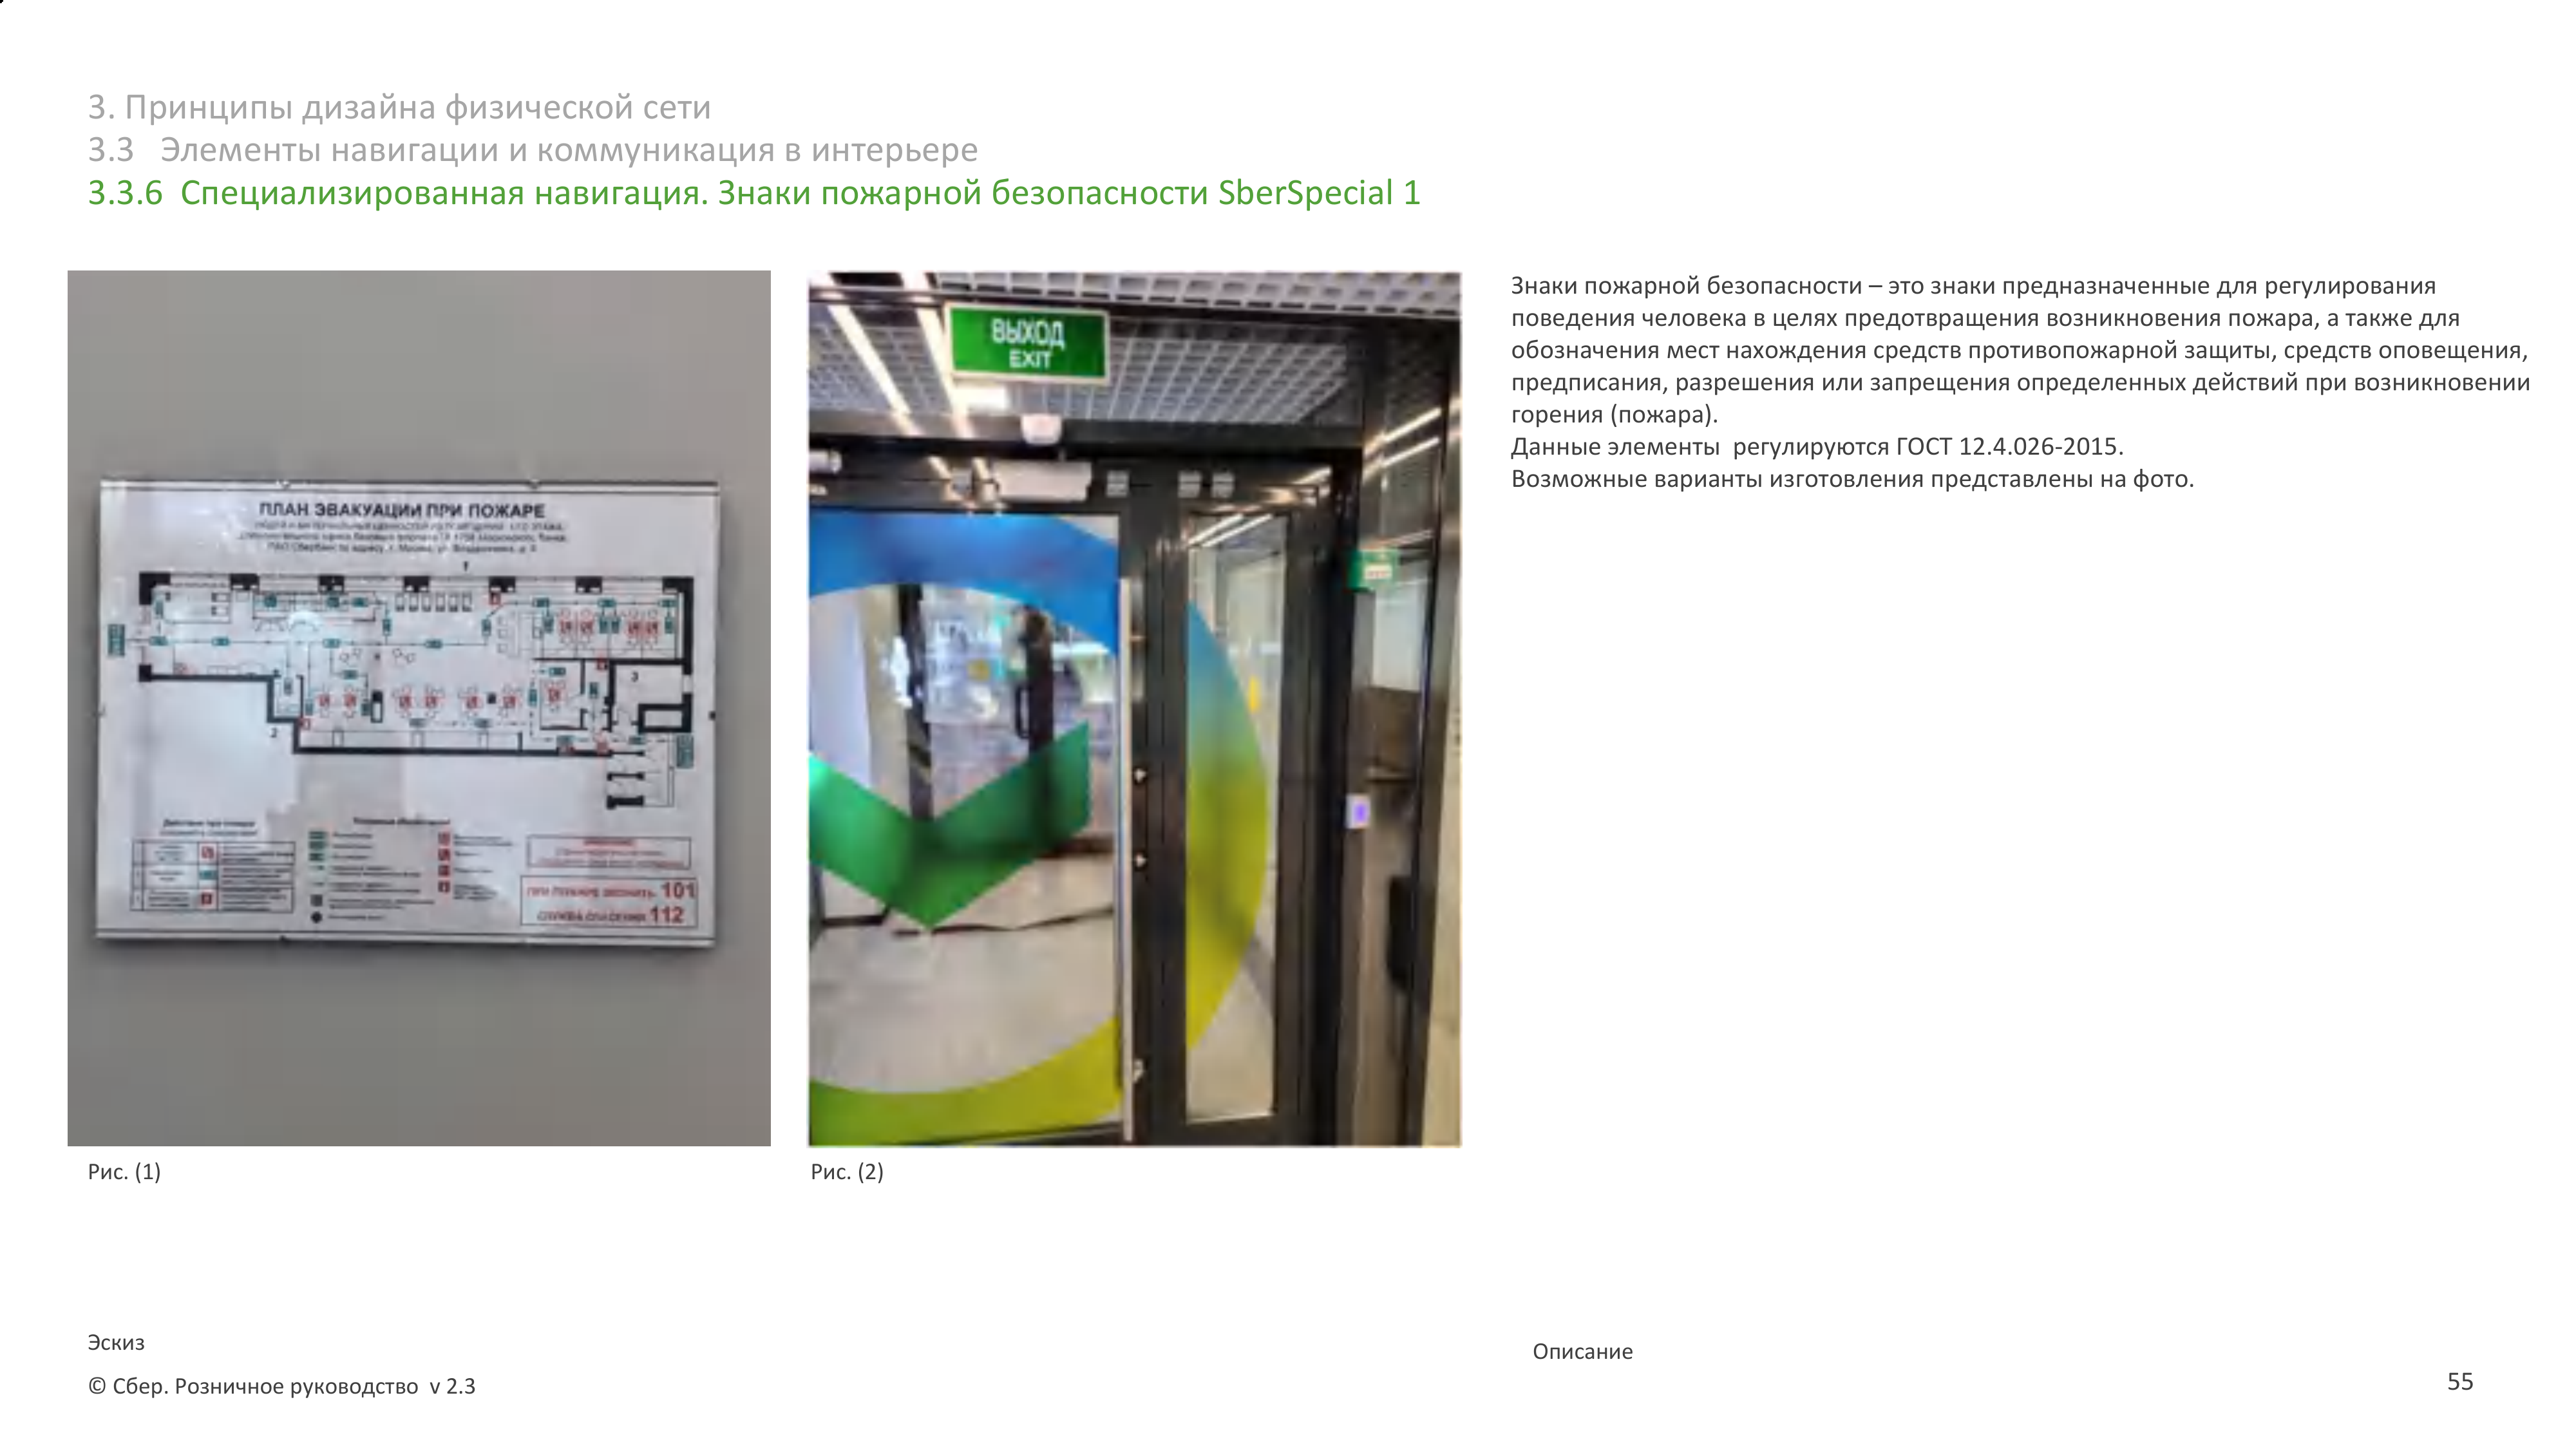 3. Принципы дизайна физической сети
3.3 Элементы навигации и коммуникация в интерьере
3.3.6 Специализированная навигация. Знаки пожарной безопасности SberSpecial 1
ПЛАН ЭВАКУАЦИИ ПРИ ПОЖАРЕ
1
3
2
ПРИ ПОЖАРЕ ЗВОНИТЬ 101
СЛУЖБА СПАСЕНИЯ 112
Рис. (1)
ВЫХОД
EXIT
Рис. (2)
Знаки пожарной безопасности – это знаки предназначенные для регулирования
поведения человека в целях предотвращения возникновения пожара, а также для
обозначения мест нахождения средств противопожарной защиты, средств оповещения,
предписания, разрешения или запрещения определенных действий при возникновении
горения (пожара).
Данные элементы регулируются ГОСТ 12.4.026-2015.
Возможные варианты изготовления представлены на фото.
Эскиз
Описание
© Сбер. Розничное руководство v 2.3
55